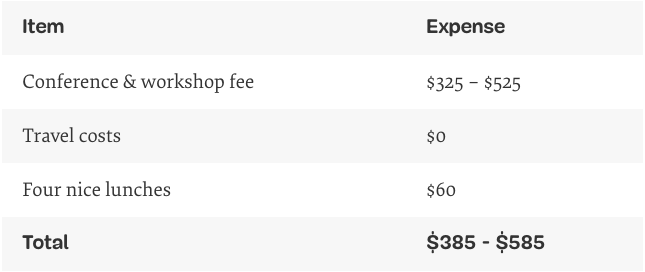 Item Expense
Conference & workshop fee $325 – $525
Travel costs $0
Four nice lunches $60
Total $385 - $585